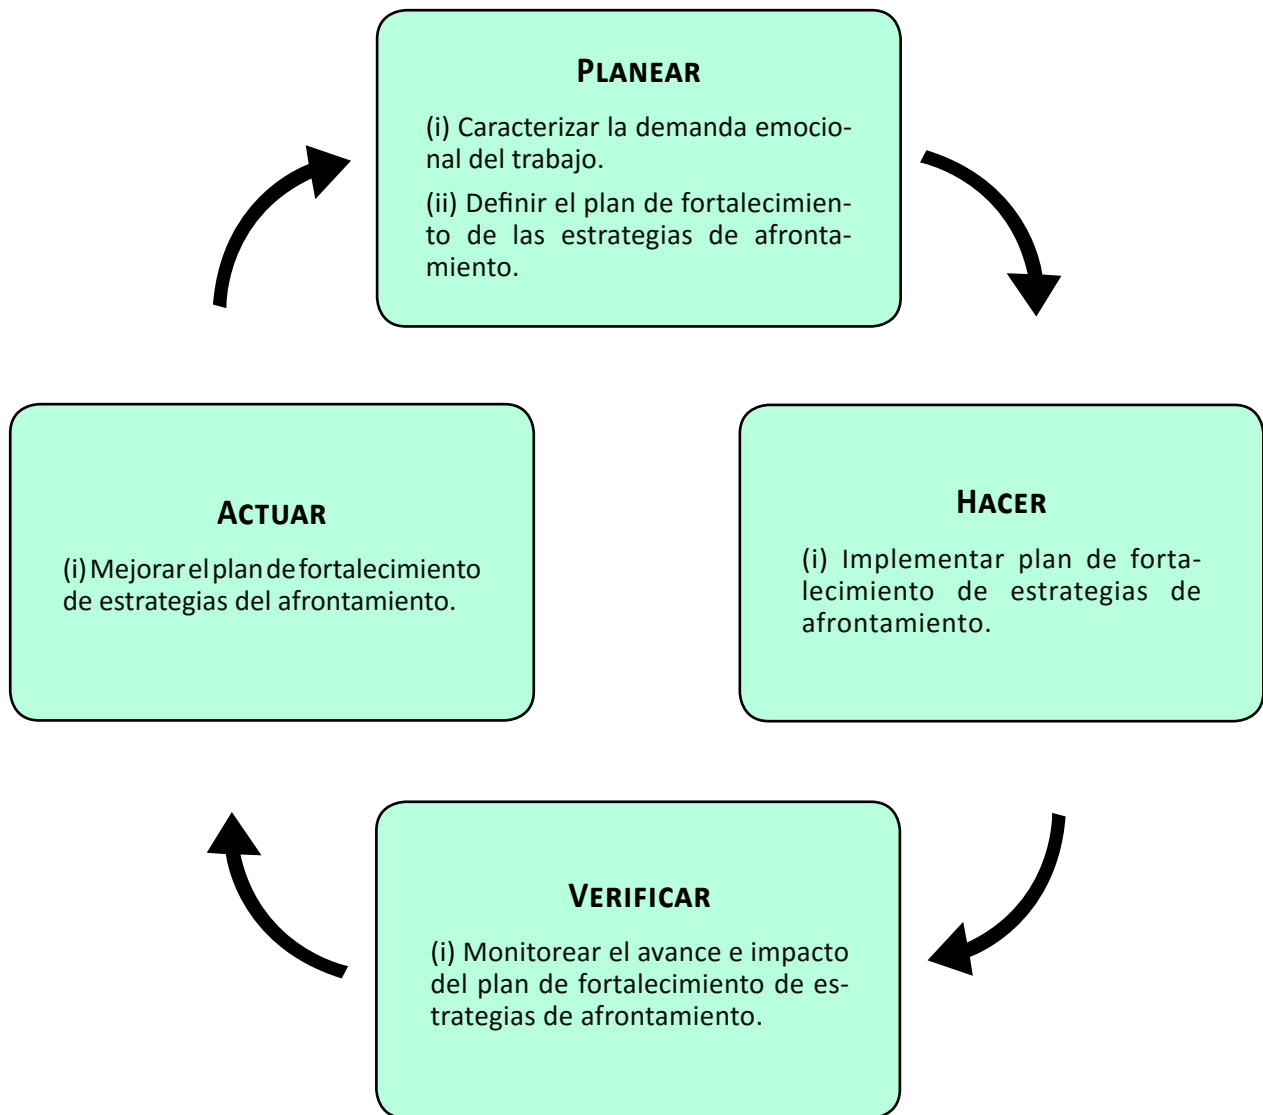 PLANEAR
(i) Caracterizar la demanda emocio-
nal del trabajo.
(ii) Definir el plan de fortalecimien-
to de las estrategias de afronta-
miento.
ACTUAR
(i) Mejorar el plan de fortalecimiento
de estrategias del afrontamiento.
HACER
(i) Implementar plan de forta-
lecimiento de estrategias de
afrontamiento.
VERIFICAR
(i) Monitorear el avance e impacto
del plan de fortalecimiento de es-
trategias de afrontamiento.